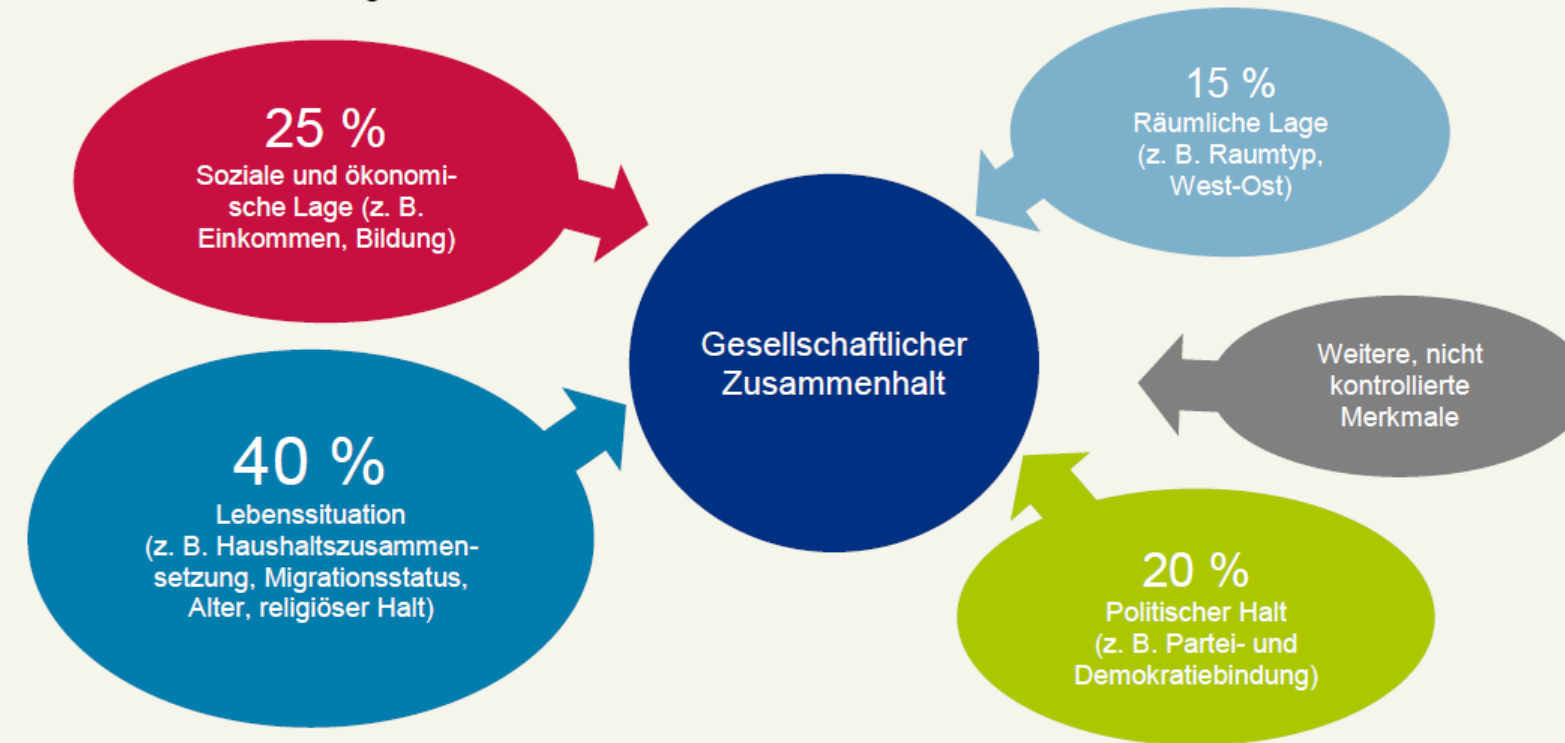 25 %
Soziale und ökonomi-
sche Lage (z. B.
Einkommen, Bildung)
15 %
Räumliche Lage
(z. B. Raumtyp,
West-Ost)
Gesellschaftlicher
Zusammenhalt
Weitere, nicht
kontrollierte
Merkmale
40 %
Lebenssituation
(z. B. Haushaltszusammen-
setzung, Migrationsstatus,
Alter, religiöser Halt)
20 %
Politischer Halt
(z. B. Partei- und
Demokratiebindung)